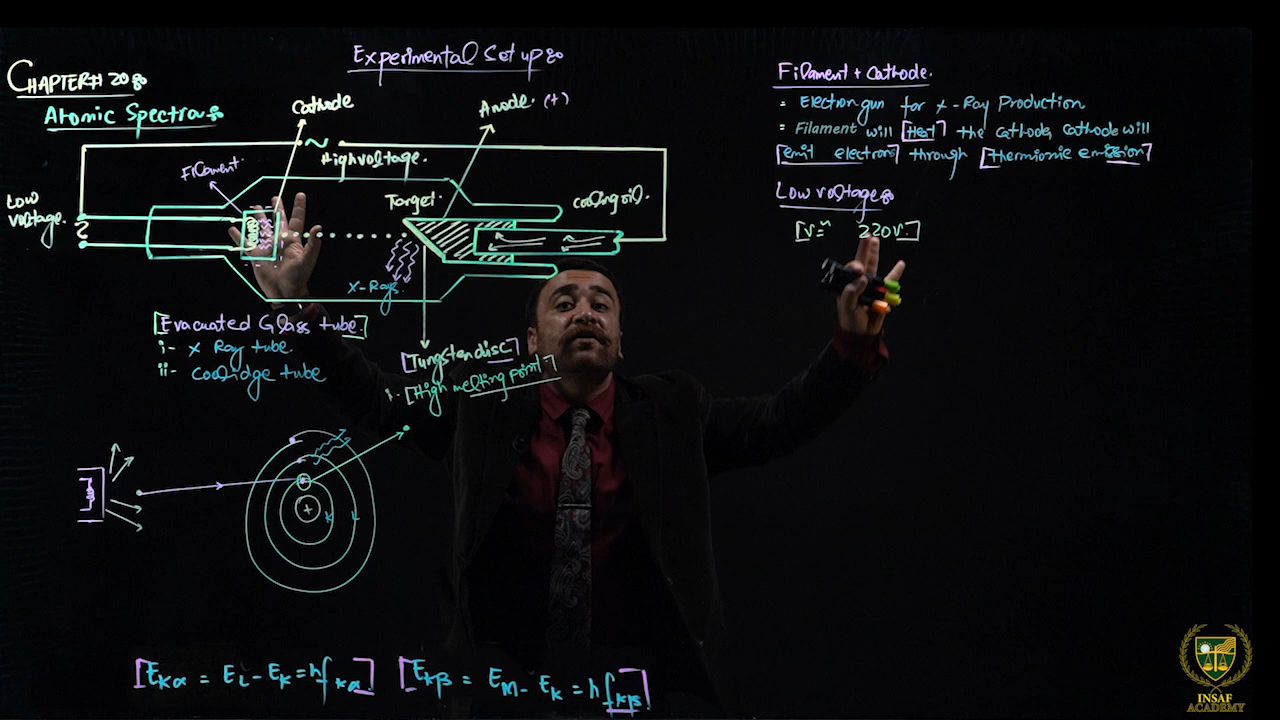 Experimental Set up
CHAPTER# 20
Atomic Spectra
Cathode
Anode (+)
~
High voltage.
Filament
Low
voltage.
Target
cooling oil
X-Rays
[Evacuated Glass tube.]
i- X Ray tube
ii- Coolidge tube
[Tungsten disc]
i- [High melting point]
+
K
L
[EKα = EL - EK = hfKα] [EKβ = EM - EK = hfKβ]
Filament + Cathode.
= Electron gun for X-Ray Production
= Filament will [Heat] the cathode, cathode will
[emit electrons] through [thermionic emission]
Low voltage
[V= 220V.]
INSAF
ACADEMY